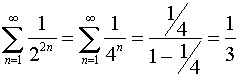 ∑_{n=1}^{∞} 1/2^{2n} = ∑_{n=1}^{∞} 1/4^n = (1/4)/(1 − 1/4) = 1/3